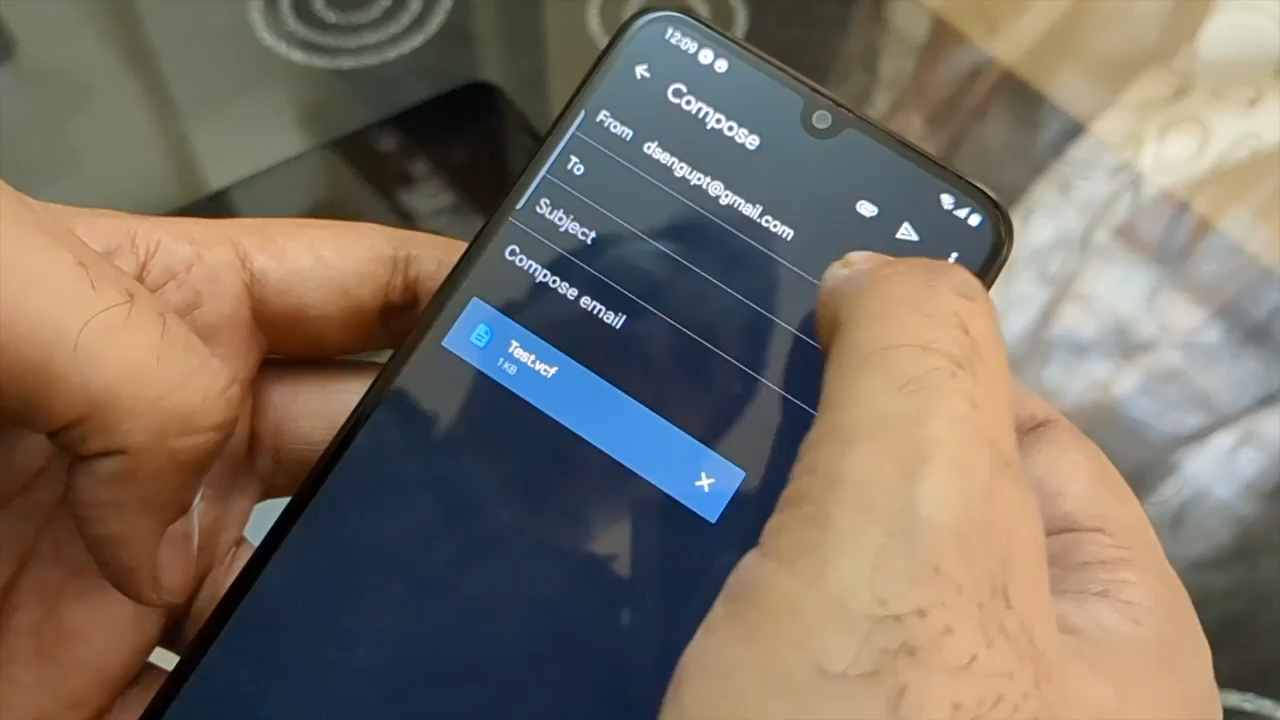 12:09
Compose
From dsengupt@gmail.com
To
Subject
Compose email
Test.vcf
1 KB